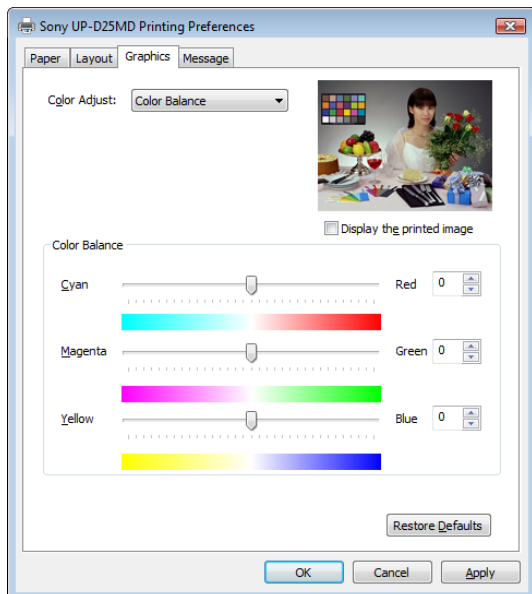 Sony UP-D25MD Printing Preferences
Paper Layout Graphics Message
Color Adjust: Color Balance
Display the printed image
Color Balance
Cyan Red 0
Magenta Green 0
Yellow Blue 0
Restore Defaults
OK Cancel Apply